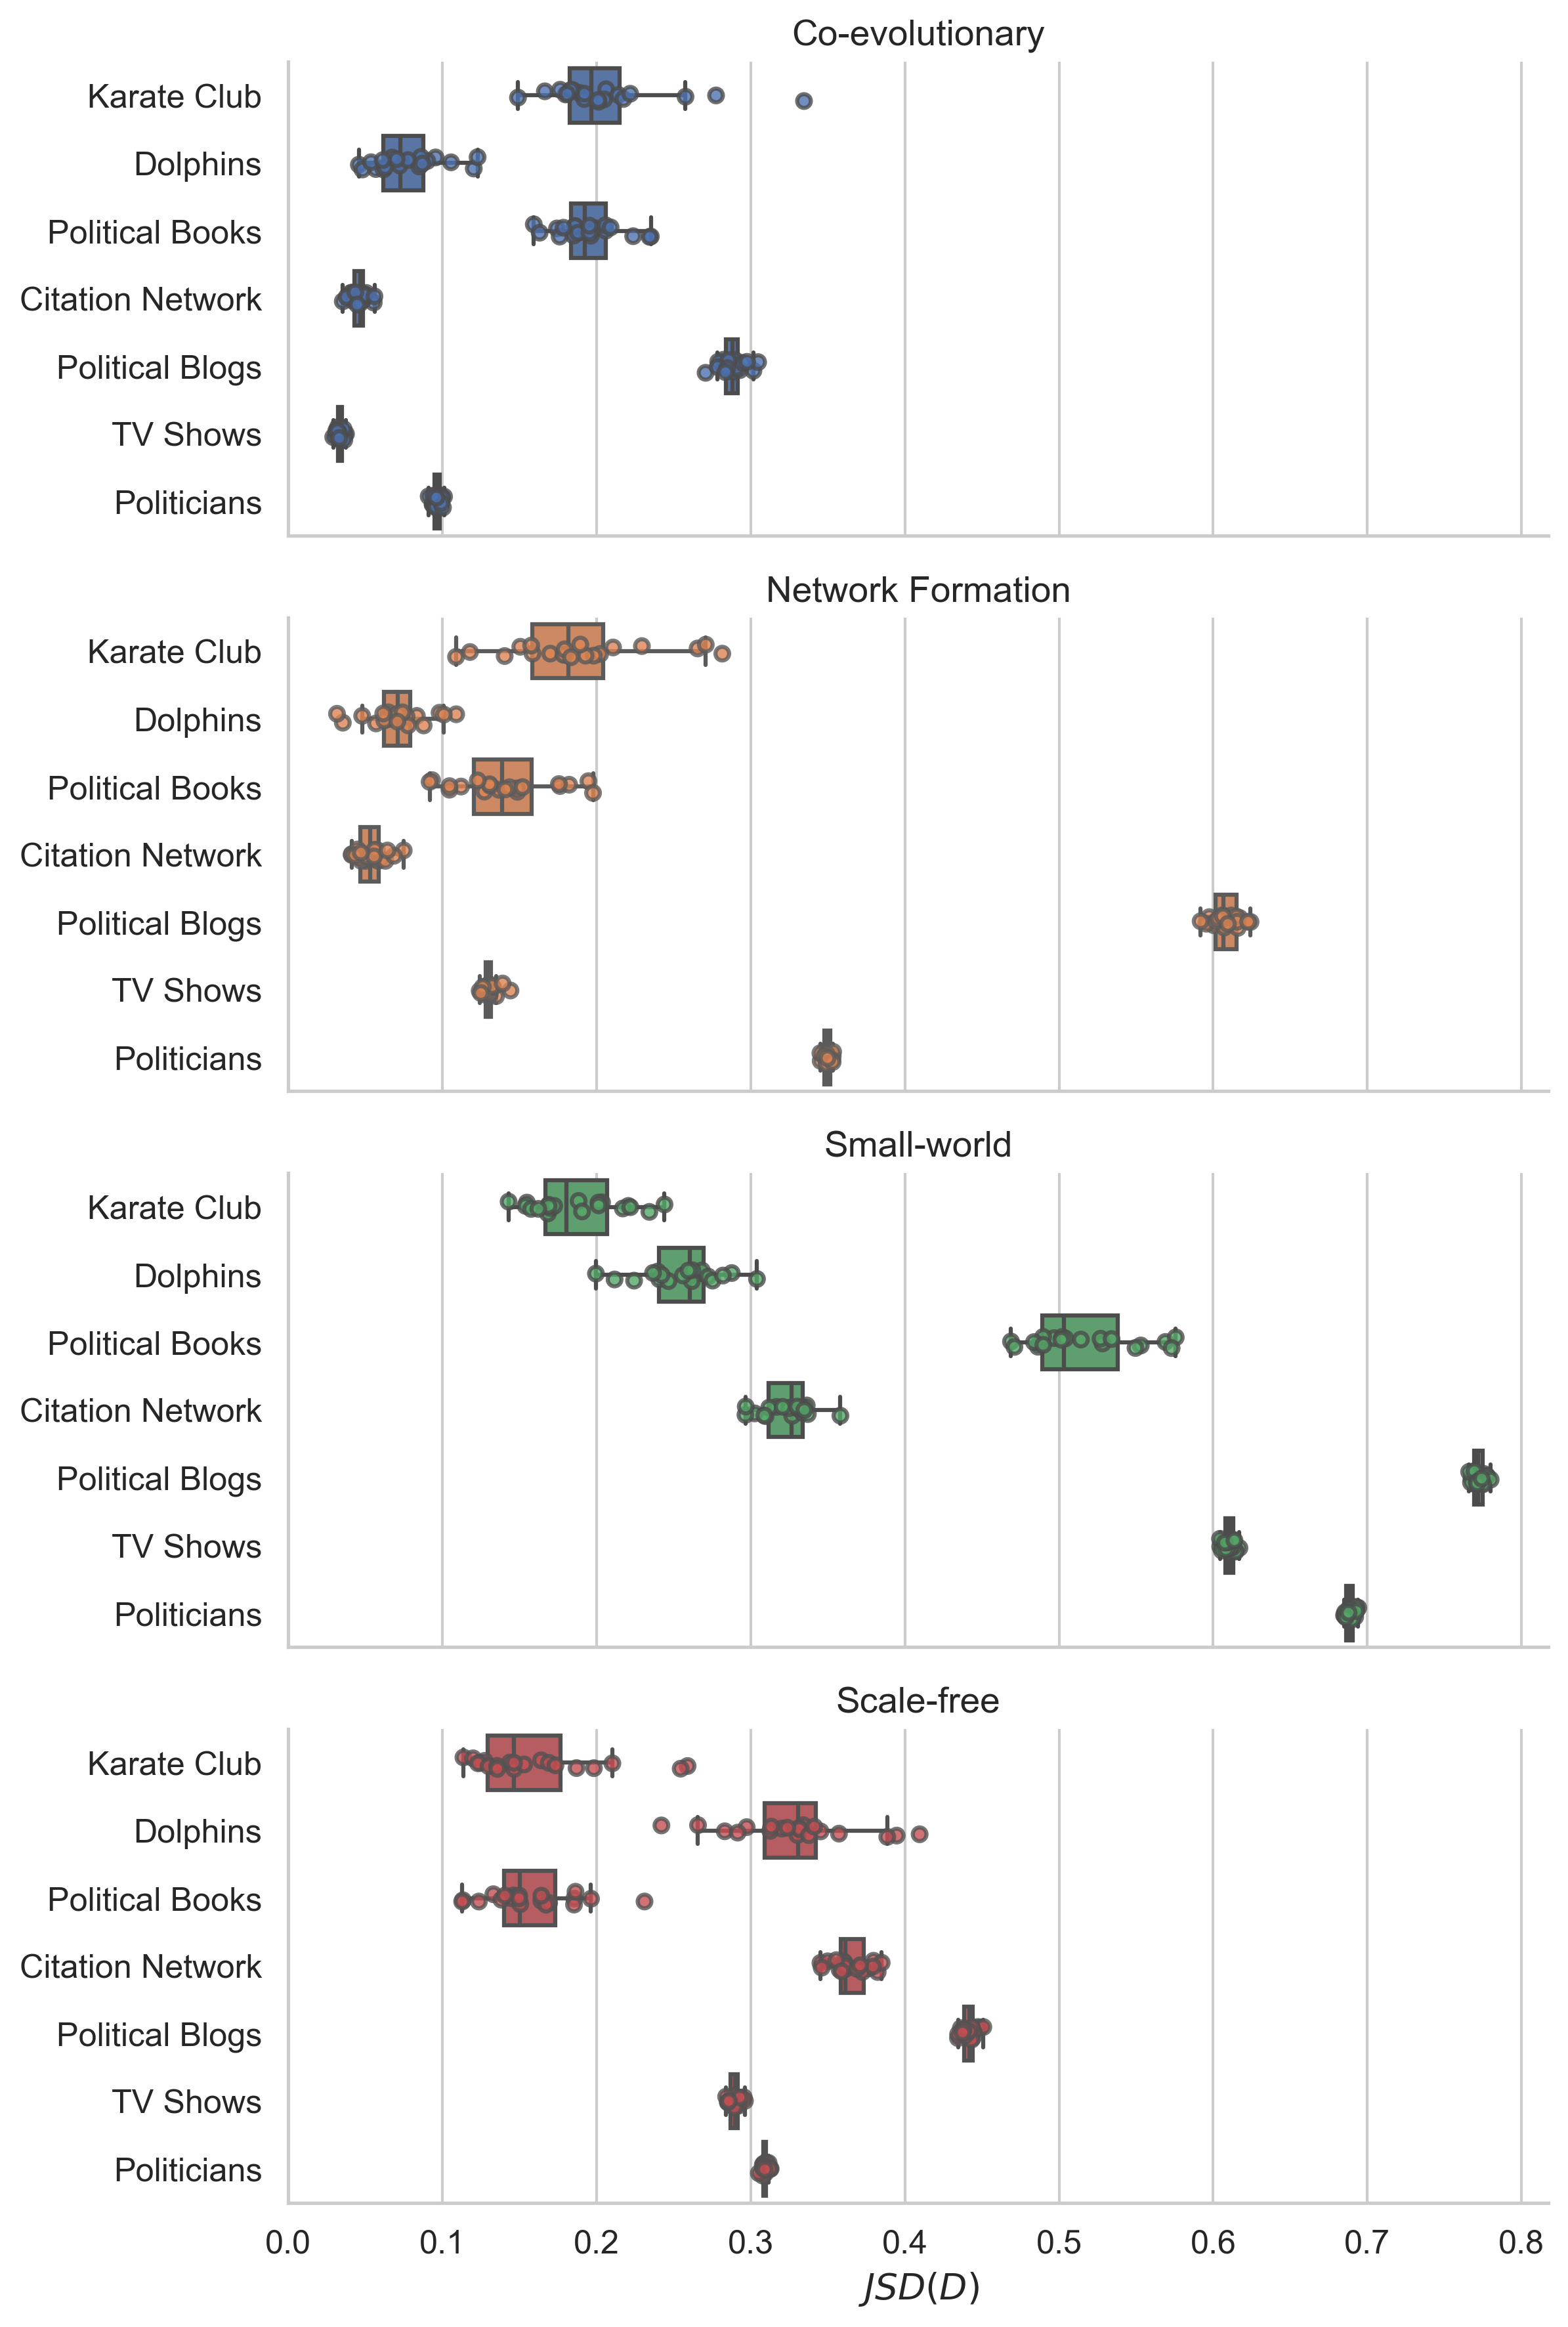 Co-evolutionary
Karate Club
Dolphins
Political Books
Citation Network
Political Blogs
TV Shows
Politicians
Network Formation
Karate Club
Dolphins
Political Books
Citation Network
Political Blogs
TV Shows
Politicians
Small-world
Karate Club
Dolphins
Political Books
Citation Network
Political Blogs
TV Shows
Politicians
Scale-free
Karate Club
Dolphins
Political Books
Citation Network
Political Blogs
TV Shows
Politicians
0.0 0.1 0.2 0.3 0.4 0.5 0.6 0.7 0.8
JSD(D)